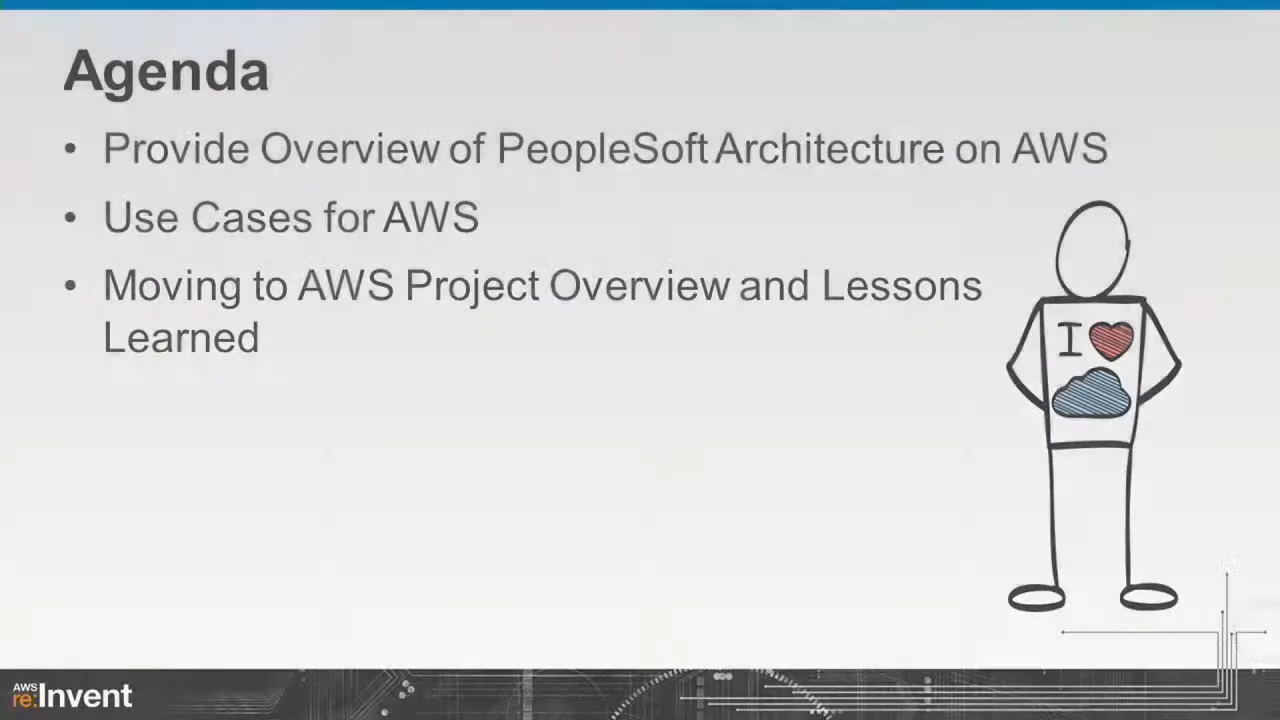 Agenda
• Provide Overview of PeopleSoft Architecture on AWS
• Use Cases for AWS
• Moving to AWS Project Overview and Lessons
Learned
I
AWS
re:Invent